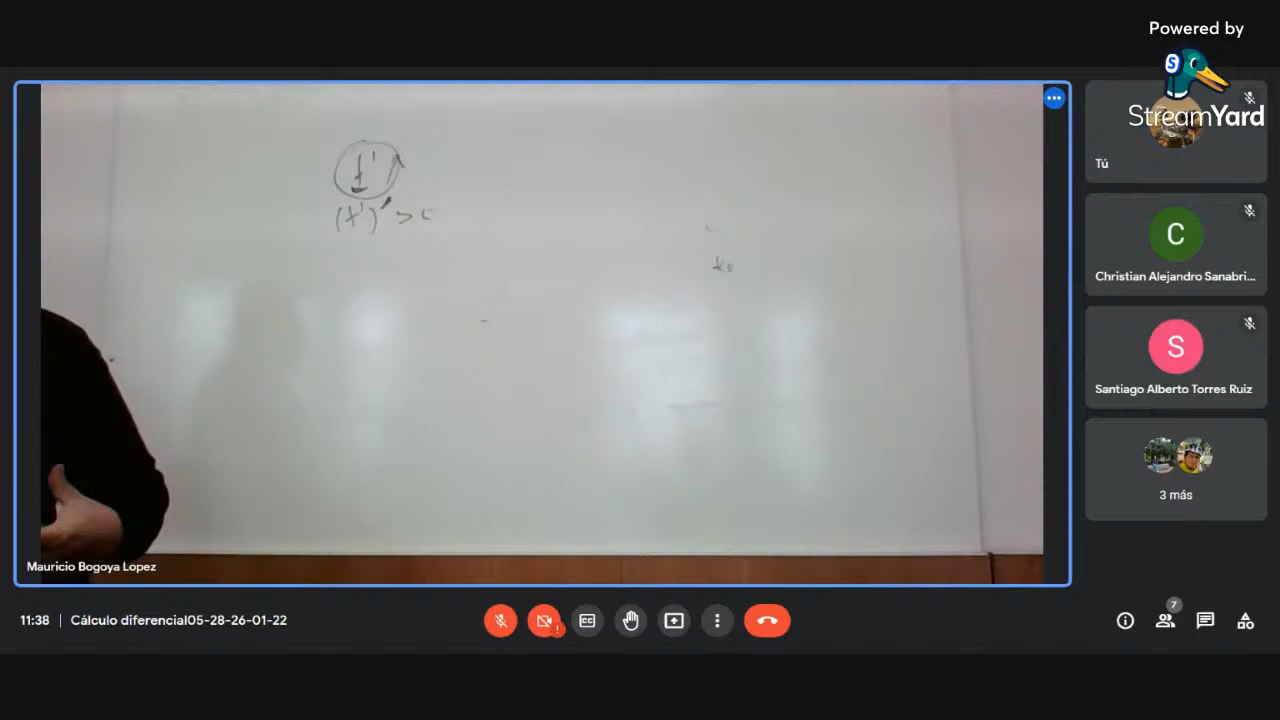 Powered by
StreamYard
f'
Tú
Christian Alejandro Sanabri...
Santiago Alberto Torres Ruiz
3 más
Mauricio Bogoya Lopez
11:38 | Cálculo diferencial05-28-26-01-22
7